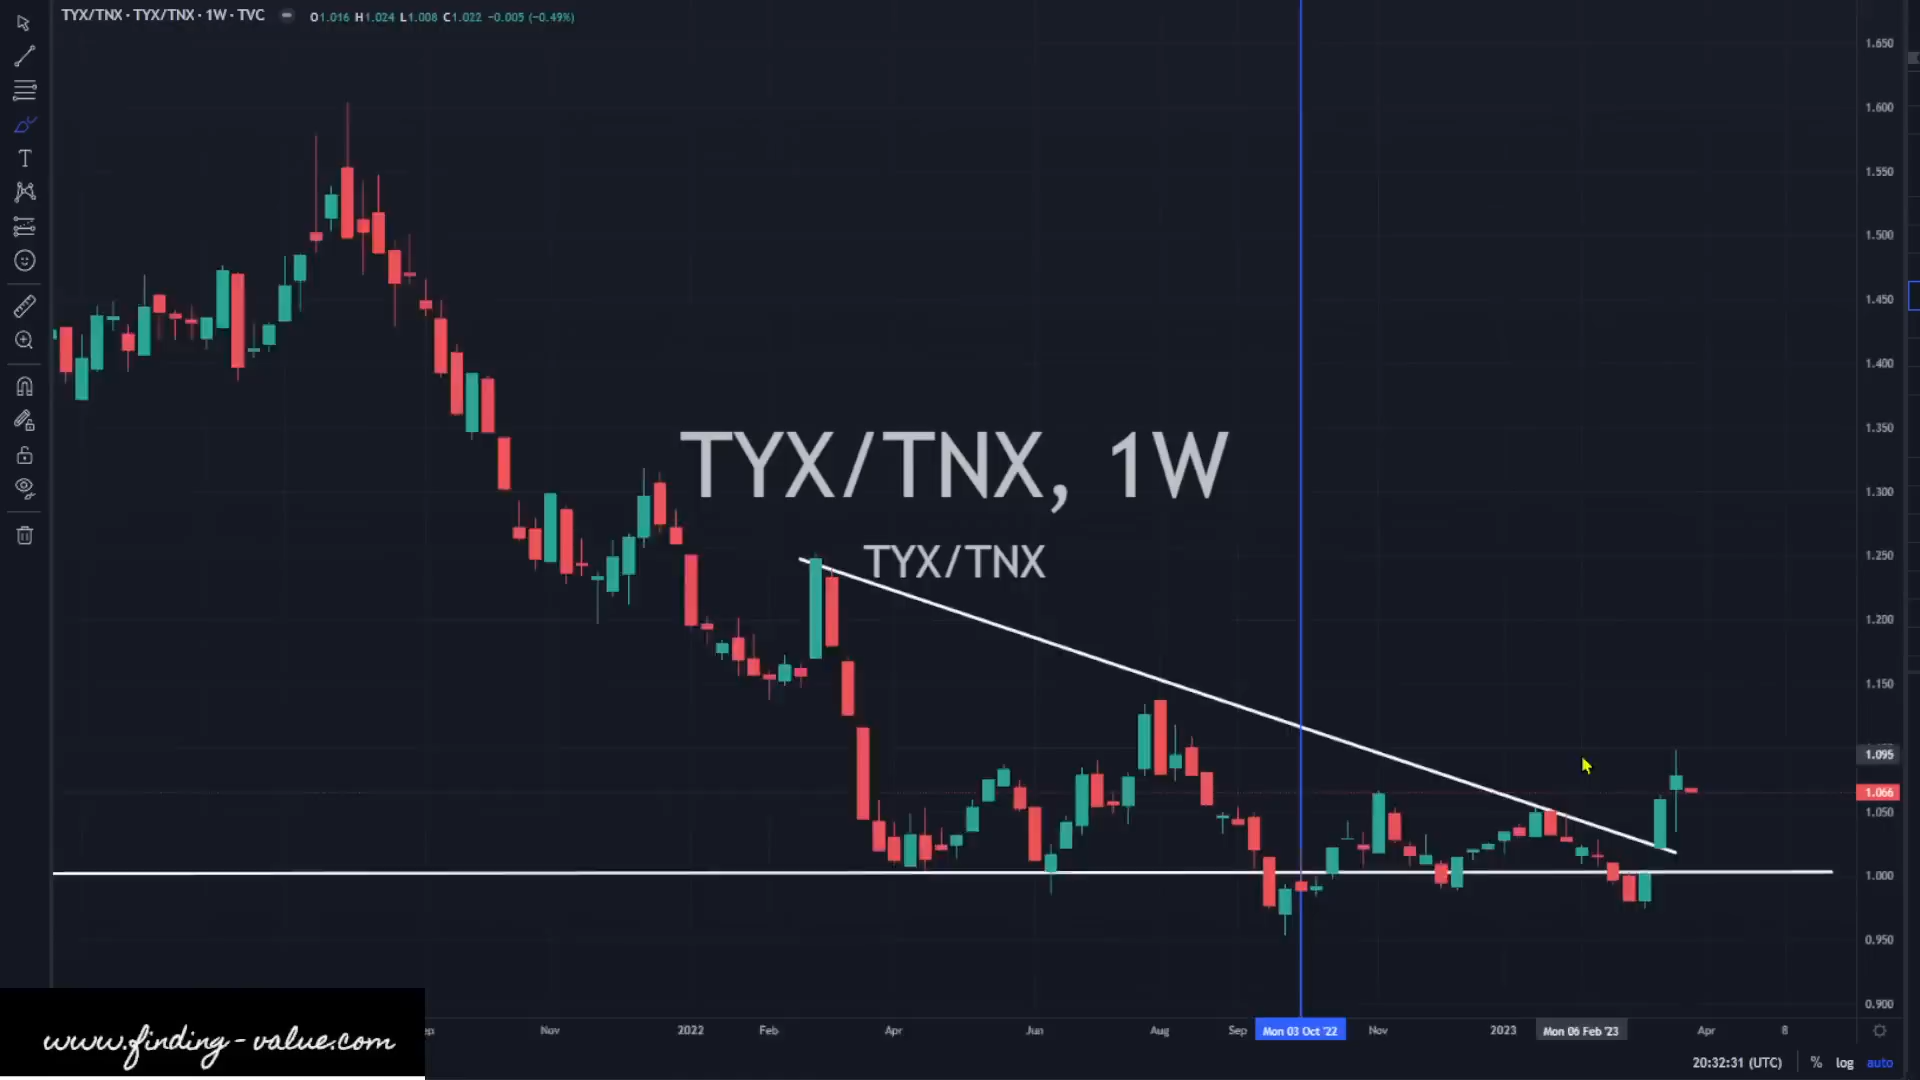 TYX/TNX · TYX/TNX · 1W · TVC O1.016 H1.024 L1.008 C1.022 -0.005 (-0.49%)
1.650
1.600
1.550
1.500
1.450
1.400
1.350
1.300
1.250
1.200
1.150
1.095
1.066
1.050
1.000
0.950
0.900
TYX/TNX, 1W
TYX/TNX
Nov 2022 Feb Apr Jun Aug Sep Mon 03 Oct '22 Nov 2023 Mon 06 Feb '23 Apr 8
www.finding-value.com
20:32:31 (UTC) % log auto